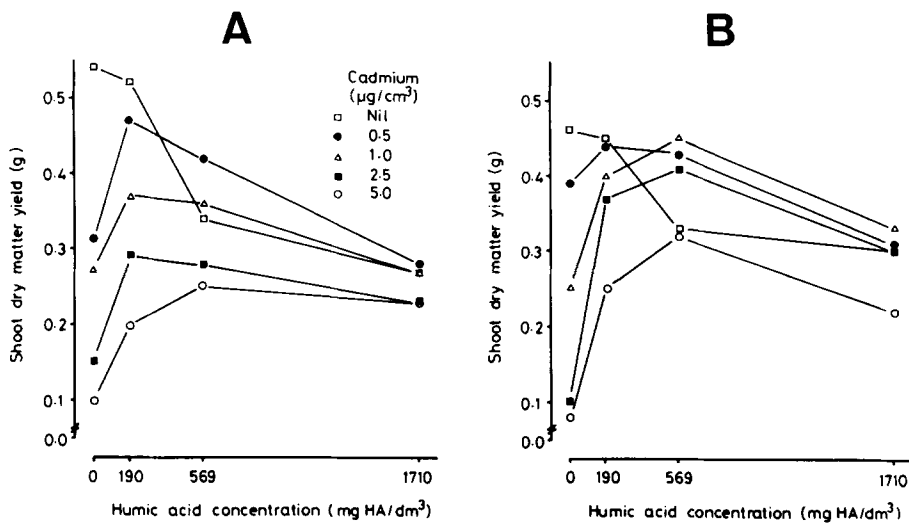 A
B
Cadmium
(μg/cm³)
Nil
0·5
1·0
2·5
5·0
Shoot dry matter yield (g)
0·5
0·4
0·3
0·2
0·1
0·0
0
190
569
1710
Humic acid concentration (mg HA/dm³)
Shoot dry matter yield (g)
0·5
0·4
0·3
0·2
0·1
0·0
0
190
569
1710
Humic acid concentration (mg HA/dm³)